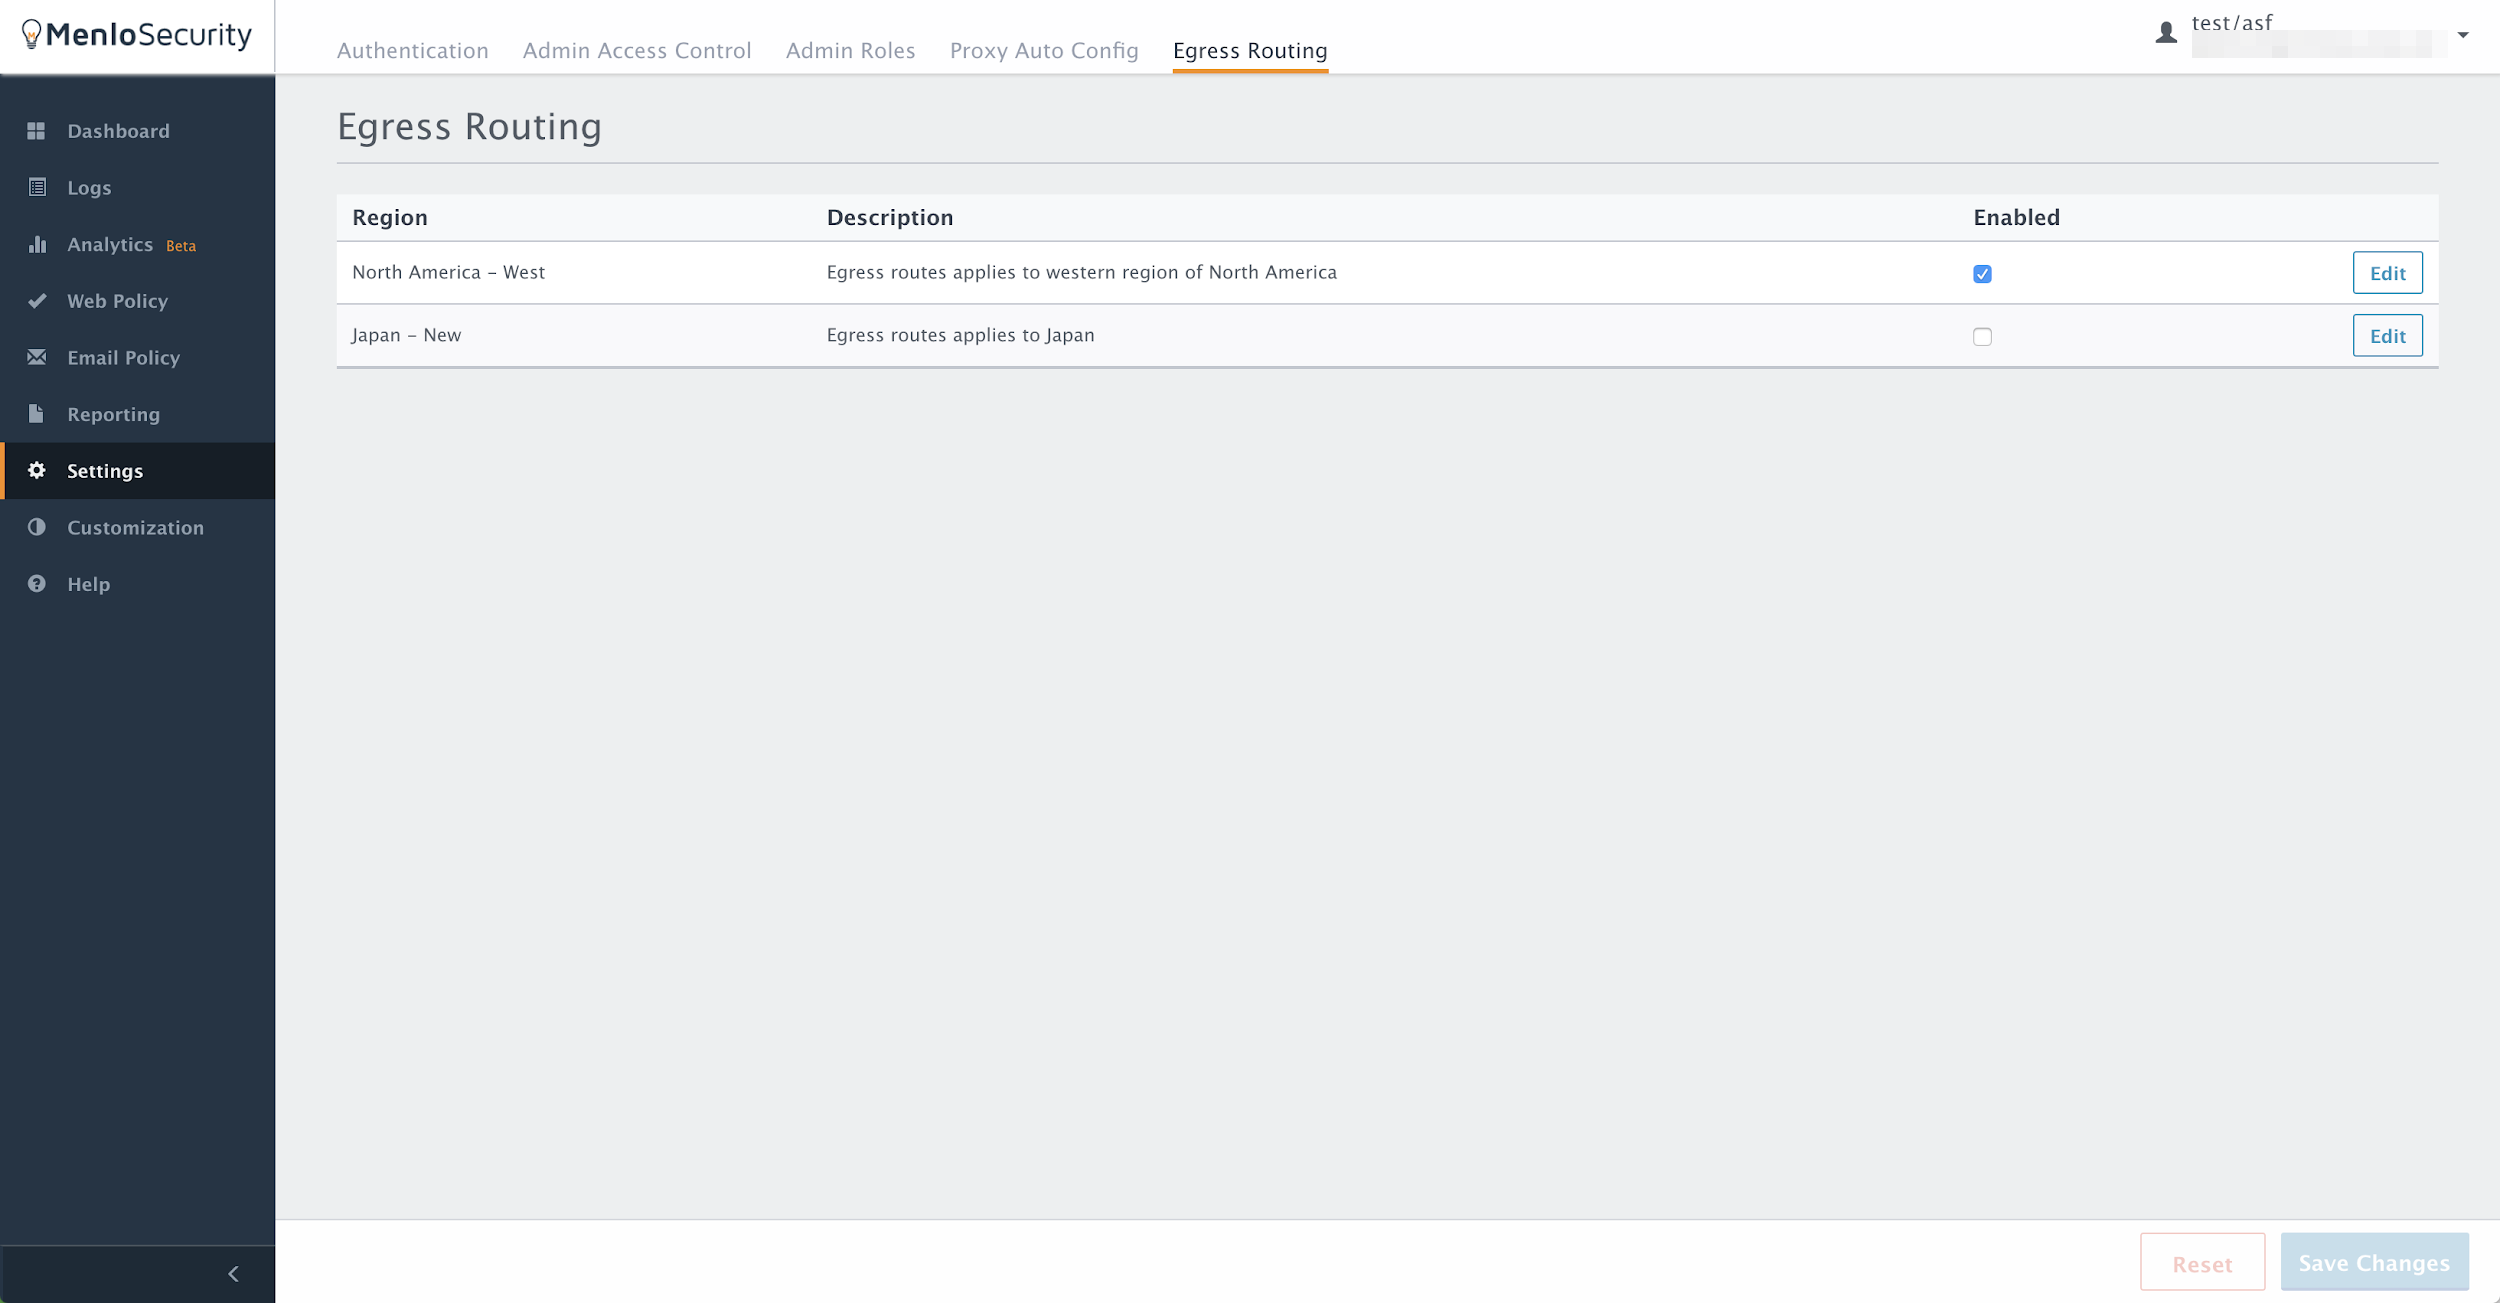 MenloSecurity
Authentication Admin Access Control Admin Roles Proxy Auto Config Egress Routing
test/asf
Dashboard
Logs
Analytics Beta
Web Policy
Email Policy
Reporting
Settings
Customization
Help
Egress Routing
Region Description Enabled
North America – West Egress routes applies to western region of North America Edit
Japan – New Egress routes applies to Japan Edit
Reset Save Changes